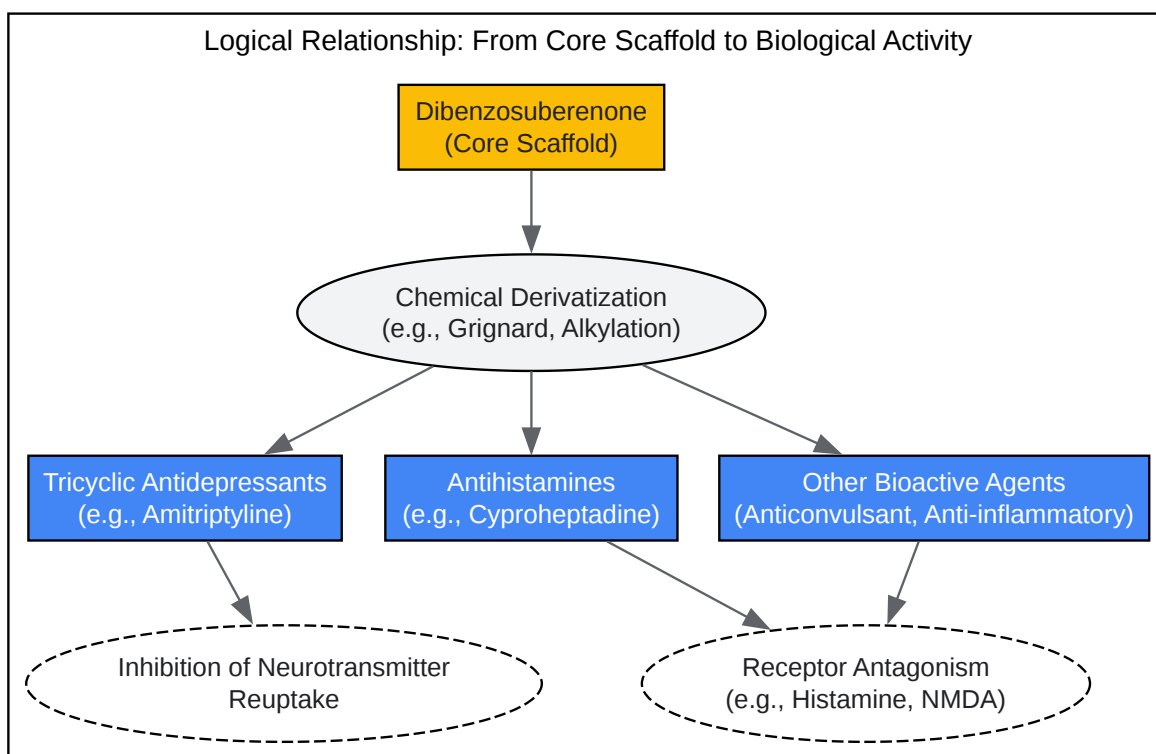 Logical Relationship: From Core Scaffold to Biological Activity
Dibenzosuberenone
(Core Scaffold)
Chemical Derivatization
(e.g., Grignard, Alkylation)
Tricyclic Antidepressants
(e.g., Amitriptyline)
Antihistamines
(e.g., Cyproheptadine)
Other Bioactive Agents
(Anticonvulsant, Anti-inflammatory)
Inhibition of Neurotransmitter
Reuptake
Receptor Antagonism
(e.g., Histamine, NMDA)